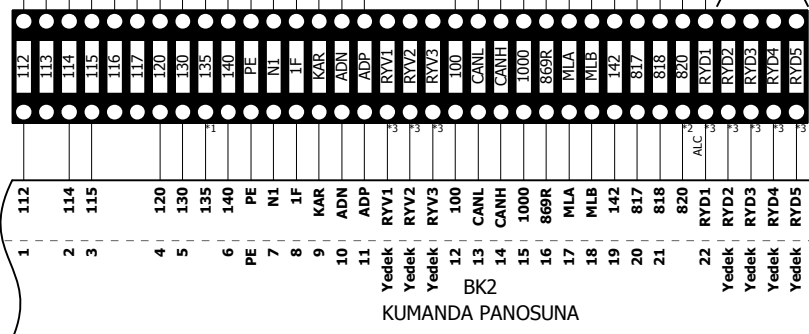 112 113 114 115 116 117 120 130 135 140 PE N1 1F KAR ADN ADP RYV1 RYV2 RYV3 100 CANL CANH 1000 869R MLA MLB 142 817 818 820 RYD1 RYD2 RYD3 RYD4 RYD5
*1 *3 *3 *3 *2 *3 *3 *3 *3 *3
ALC
112 114 115 120 130 135 140 PE N1 1F KAR ADN ADP RYV1 RYV2 RYV3 100 CANL CANH 1000 869R MLA MLB 142 817 818 820 RYD1 RYD2 RYD3 RYD4 RYD5
1 2 3 4 5 6 PE 7 8 9 10 11 Yedek Yedek Yedek 12 13 14 15 16 17 18 19 20 21 22 Yedek Yedek Yedek Yedek
BK2
KUMANDA PANOSUNA